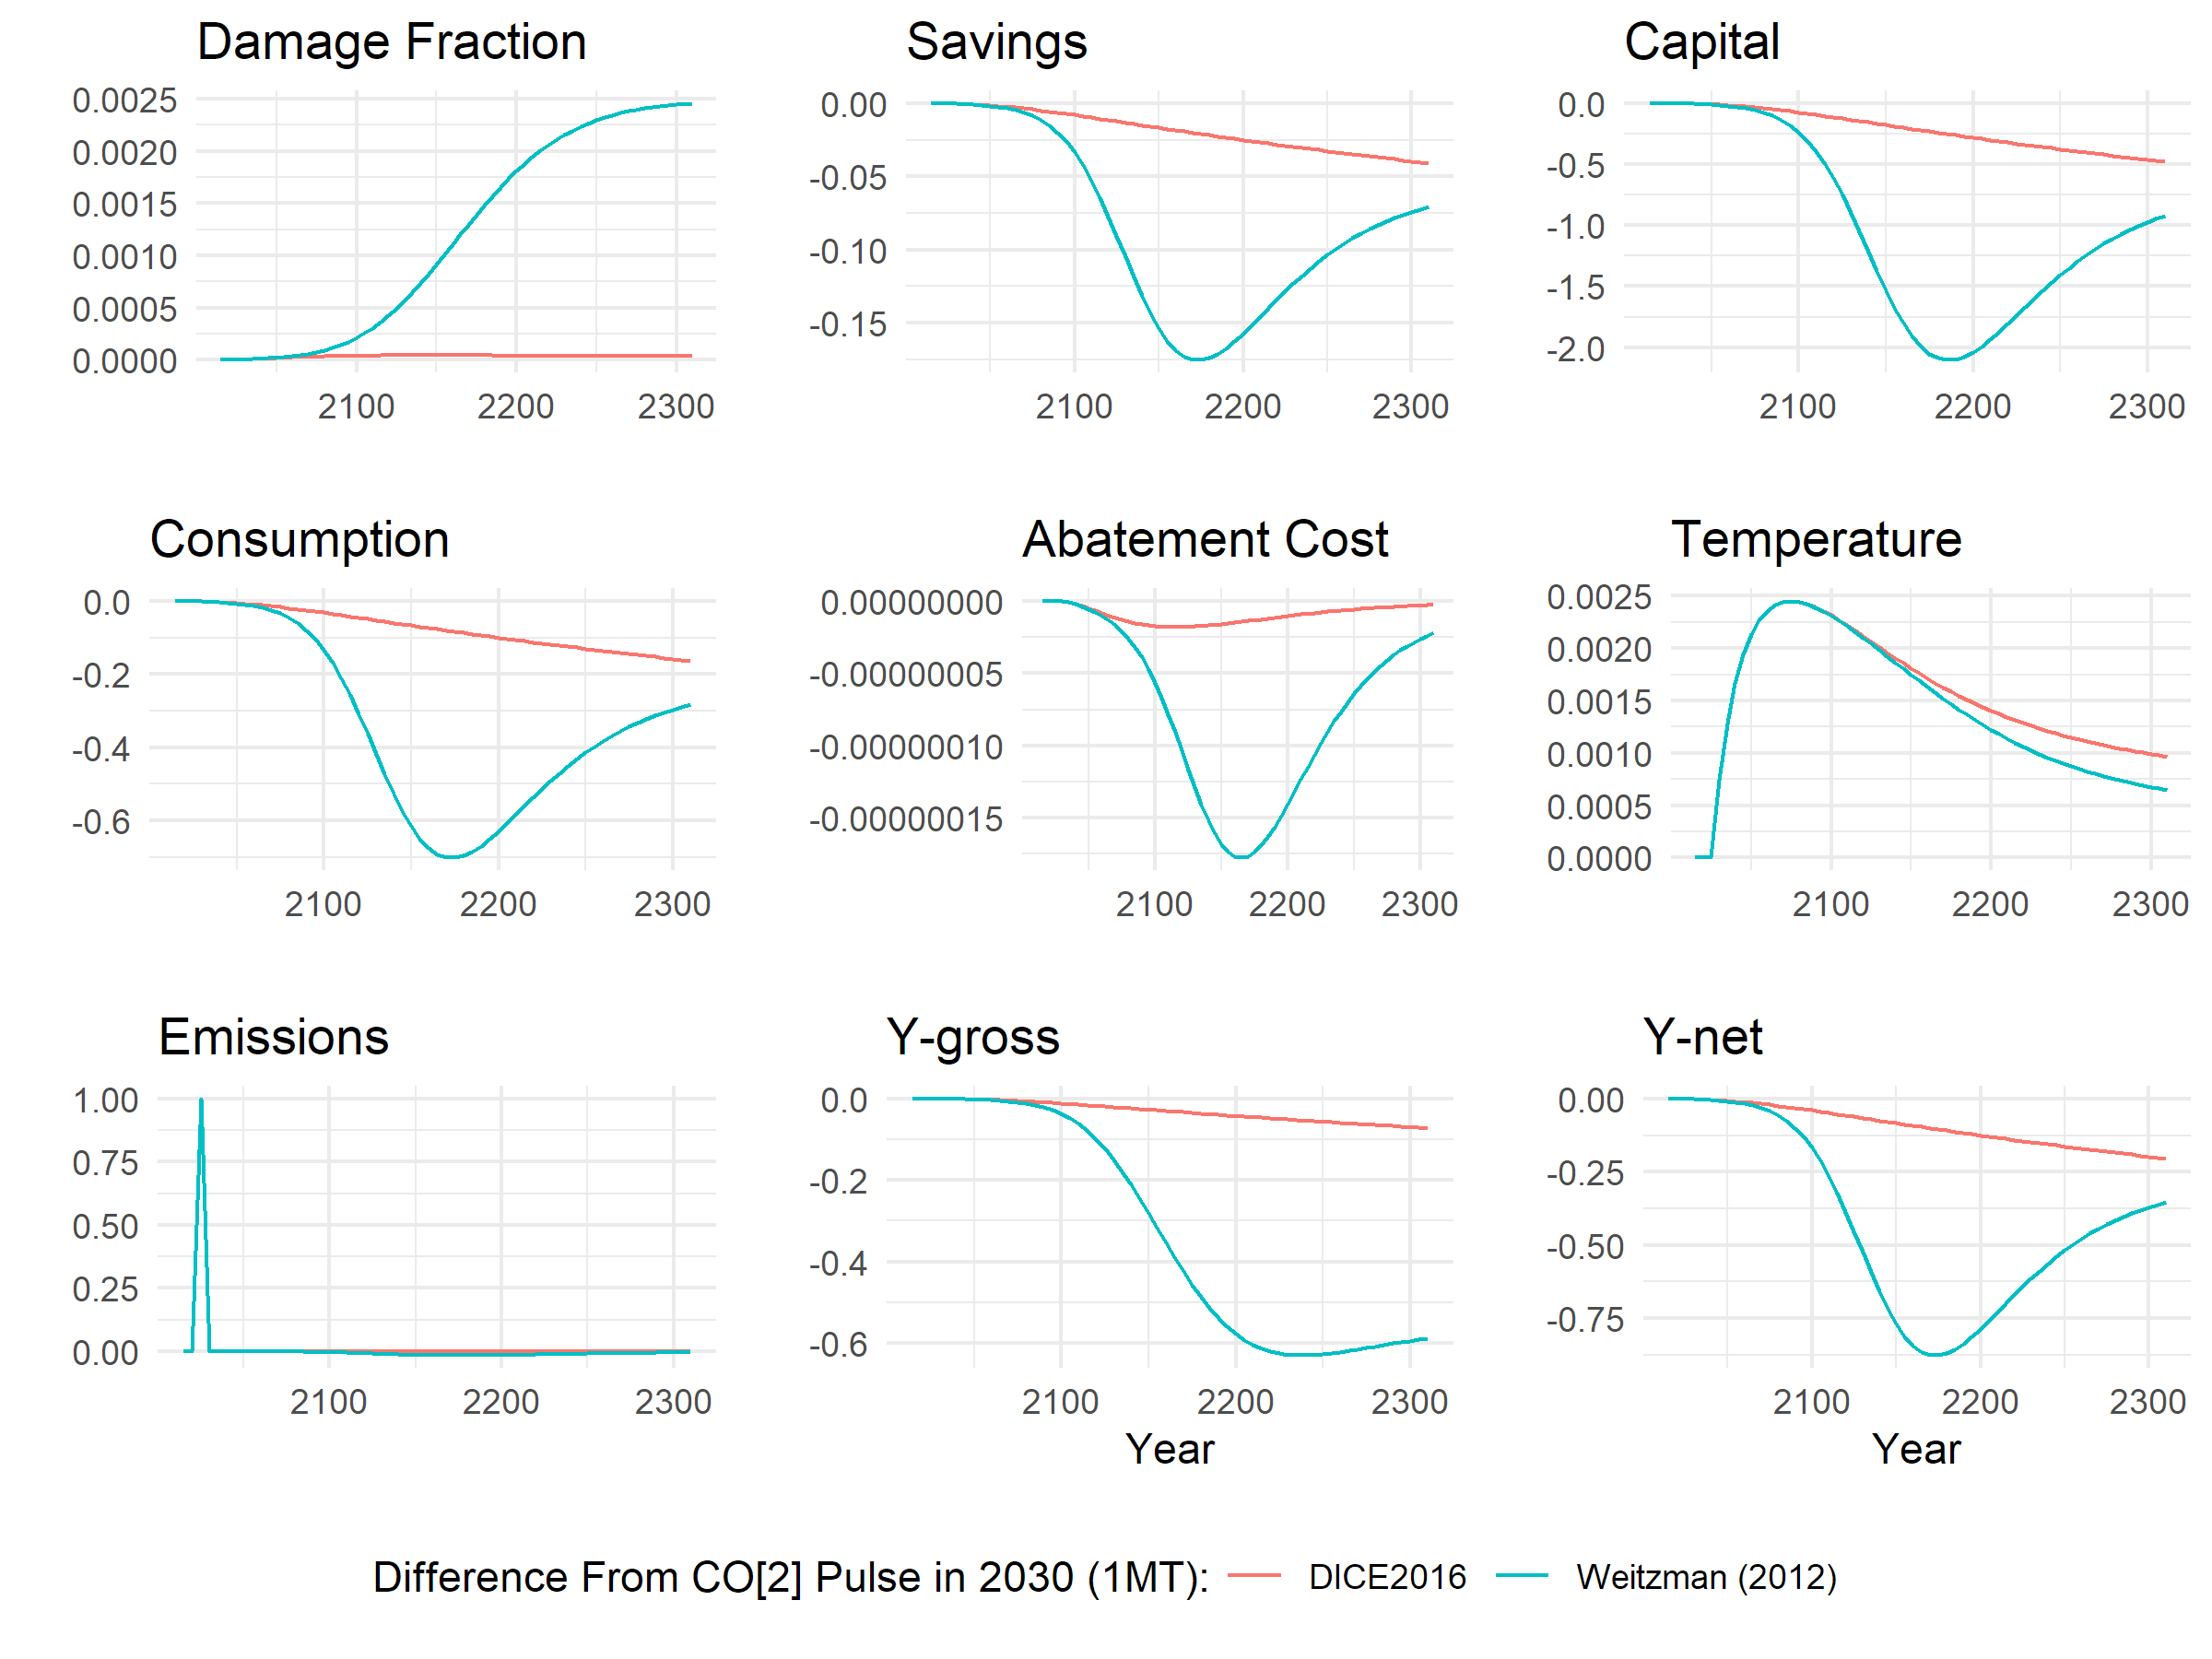 Damage Fraction
0.0025
0.0020
0.0015
0.0010
0.0005
0.0000
2100 2200 2300
Savings
0.00
-0.05
-0.10
-0.15
2100 2200 2300
Capital
0.0
-0.5
-1.0
-1.5
-2.0
2100 2200 2300
Consumption
0.0
-0.2
-0.4
-0.6
2100 2200 2300
Abatement Cost
0.00000000
-0.00000005
-0.00000010
-0.00000015
2100 2200 2300
Temperature
0.0025
0.0020
0.0015
0.0010
0.0005
0.0000
2100 2200 2300
Emissions
1.00
0.75
0.50
0.25
0.00
2100 2200 2300
Y-gross
0.0
-0.2
-0.4
-0.6
2100 2200 2300
Year
Y-net
0.00
-0.25
-0.50
-0.75
2100 2200 2300
Year
Difference From CO[2] Pulse in 2030 (1MT): DICE2016 Weitzman (2012)